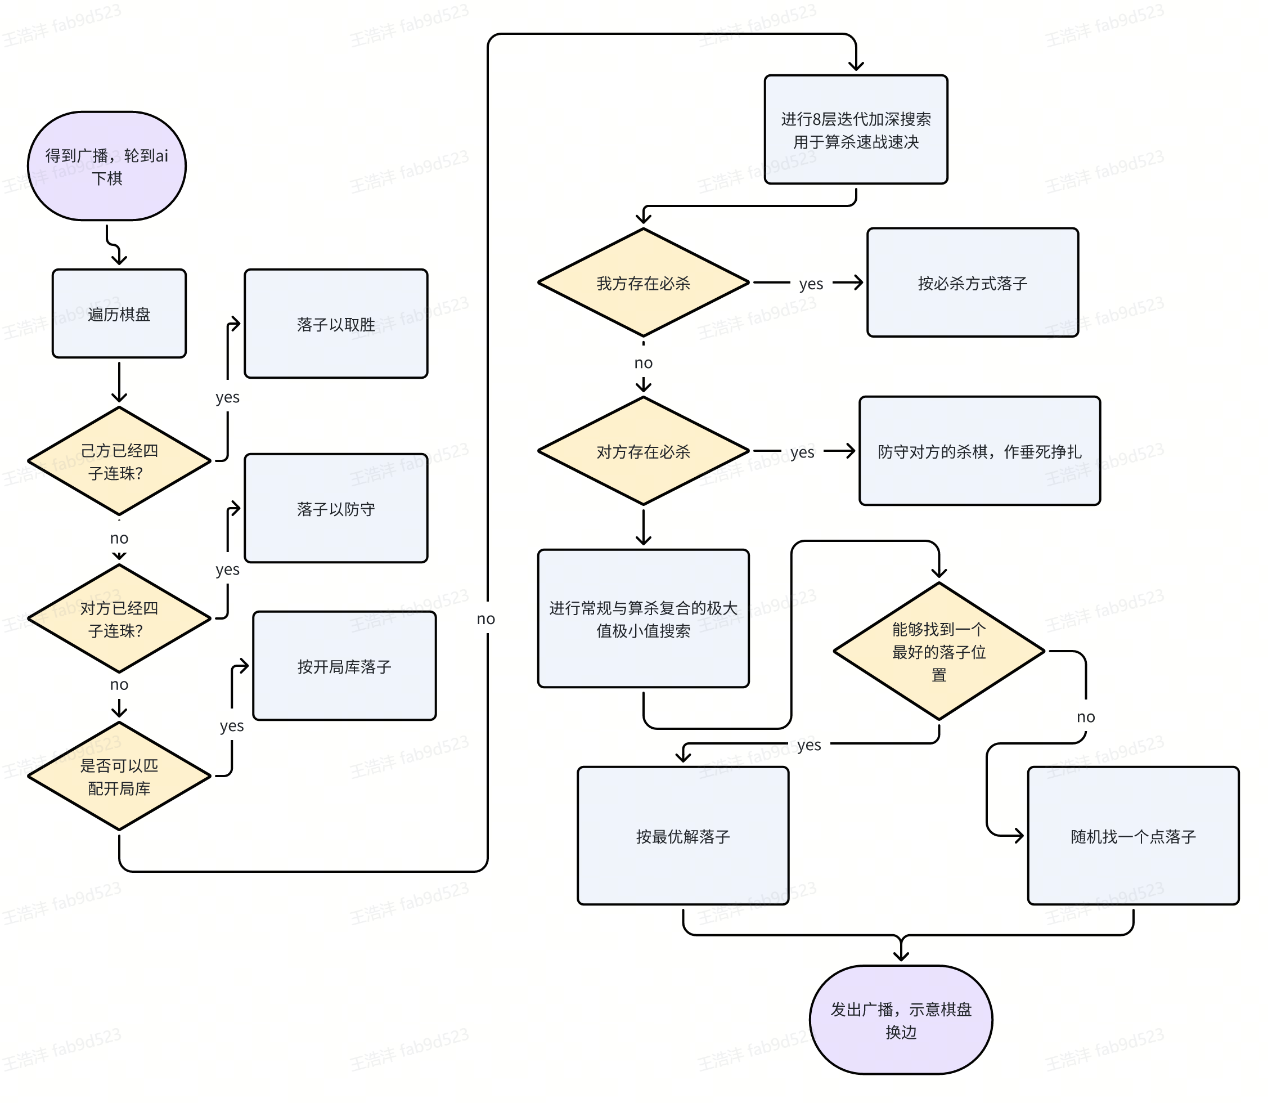 得到广播，轮到ai
下棋
遍历棋盘
己方已经四
子连珠？
yes
落子以取胜
no
对方已经四
子连珠？
yes
落子以防守
no
是否可以匹
配开局库
yes
按开局库落子
no
进行8层迭代加深搜索
用于算杀速战速决
我方存在必杀
yes
按必杀方式落子
no
对方存在必杀
yes
防守对方的杀棋，作垂死挣扎
进行常规与算杀复合的极大
值极小值搜索
能够找到一个
最好的落子位
置
yes
no
按最优解落子
随机找一个点落子
发出广播，示意棋盘
换边
王浩沣 fab9d523